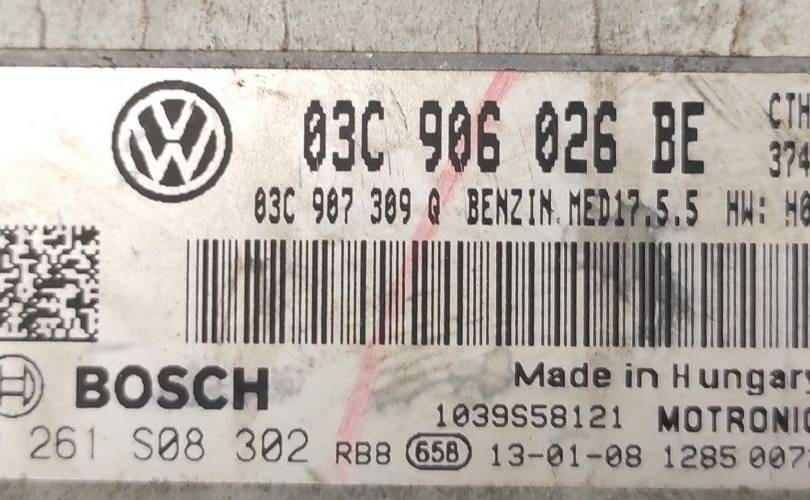 03C 906 026 BE CTH
03C 907 309 Q BENZIN MED17.5.5 HW: H0
374
BOSCH
Made in Hungary
1039S58121 MOTRONIC
261 S08 302 RB8 658 13-01-08 1285 007